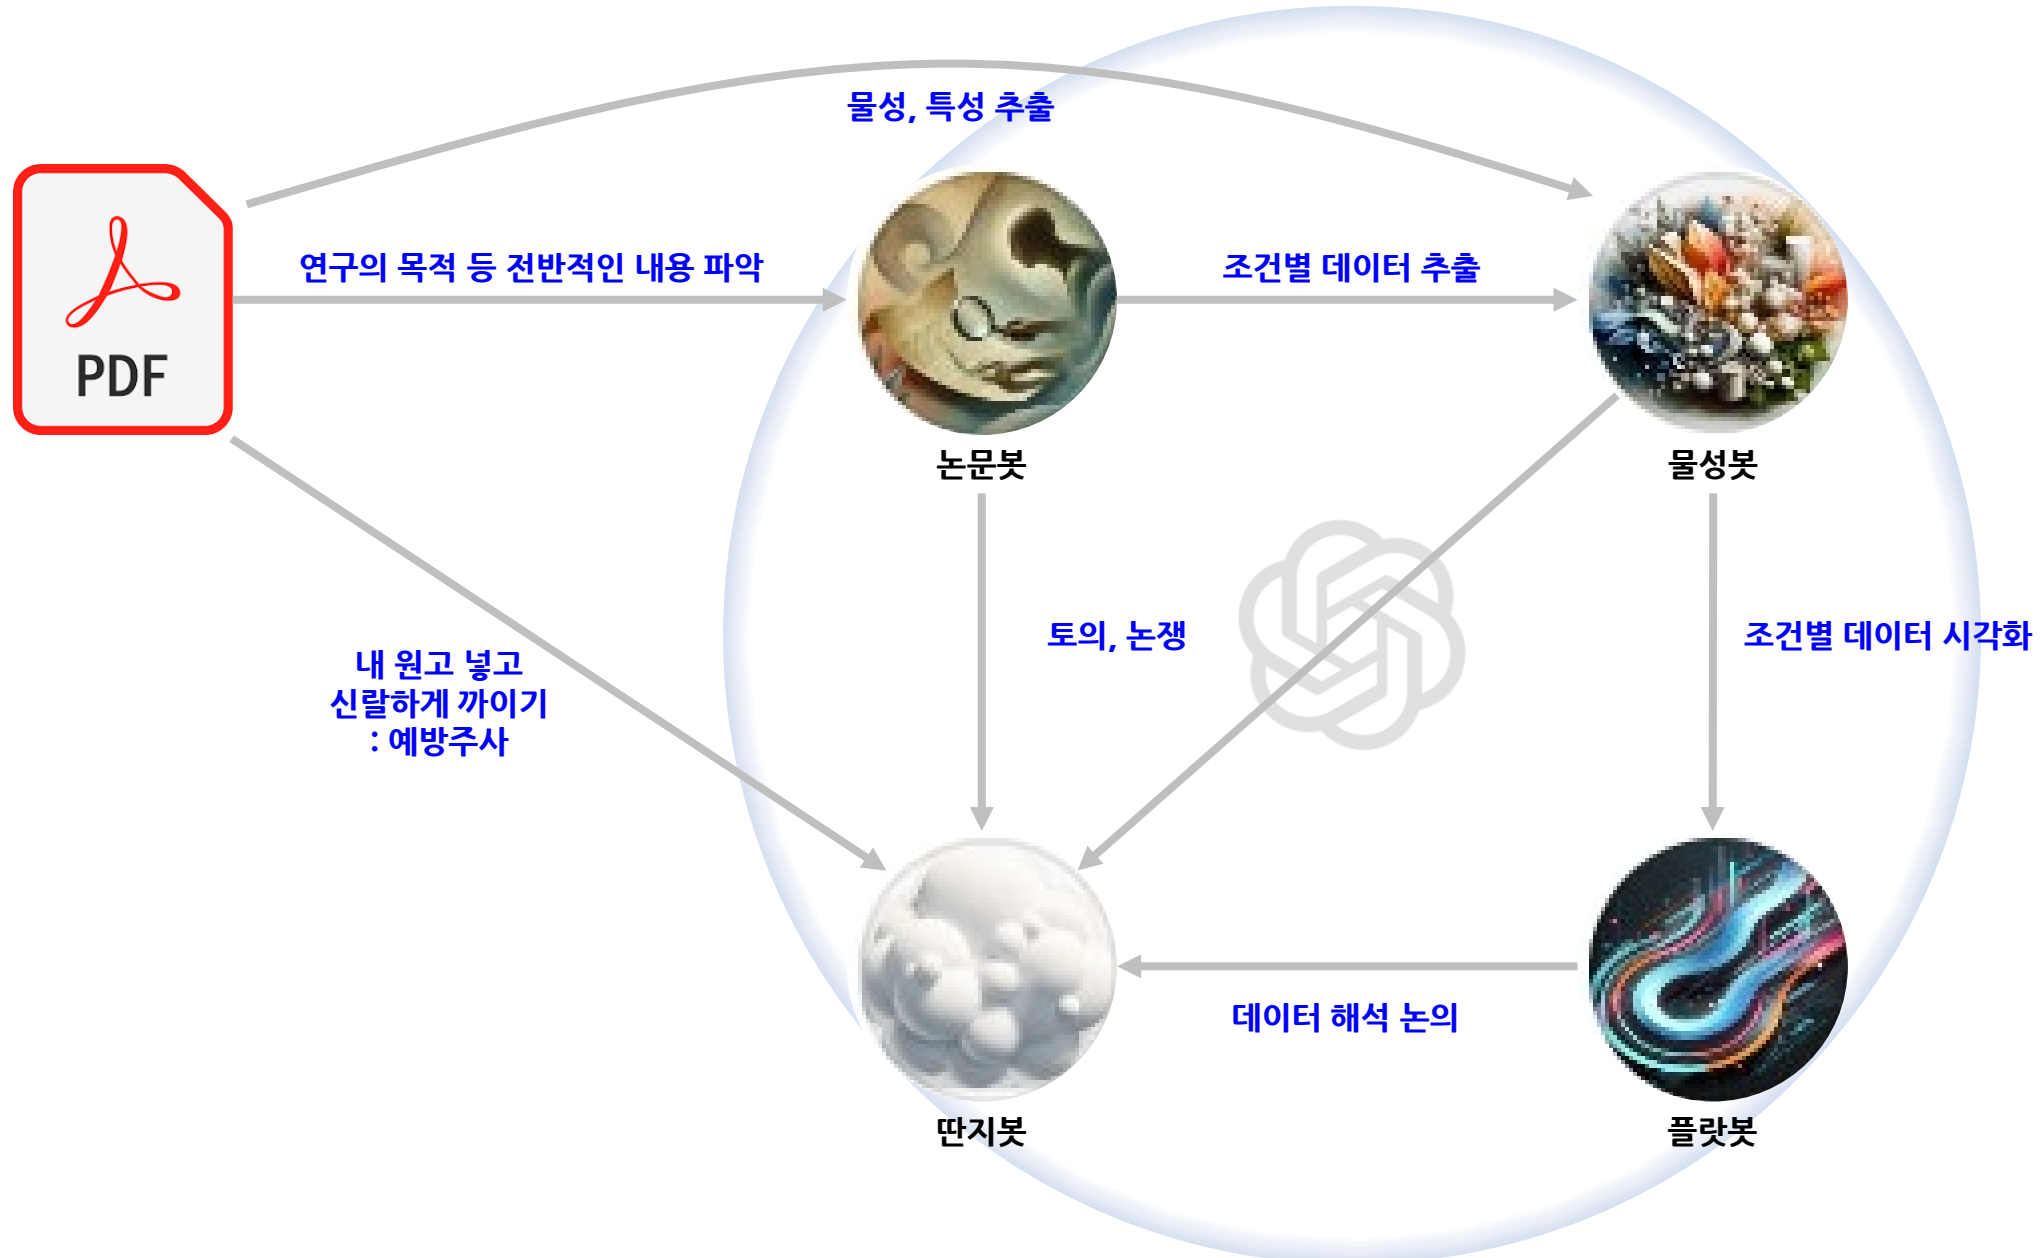 물성, 특성 추출
연구의 목적 등 전반적인 내용 파악
조건별 데이터 추출
PDF
논문봇
물성봇
토의, 논쟁
조건별 데이터 시각화
내 원고 넣고
신랄하게 까이기
: 예방주사
데이터 해석 논의
딴지봇
플랏봇